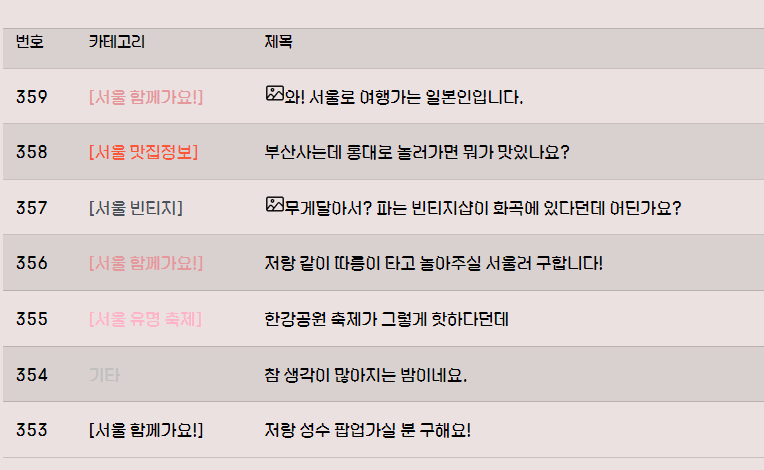 번호 카테고리 제목
359 [서울 함께가요!] 와! 서울로 여행가는 일본인입니다.
358 [서울 맛집정보] 부산사는데 홍대로 놀러가면 뭐가 맛있나요?
357 [서울 빈티지] 무게달아서? 파는 빈티지샵이 화곡에 있다던데 어딘가요?
356 [서울 함께가요!] 저랑 같이 따릉이 타고 놀아주실 서울러 구합니다!
355 [서울 유명 축제] 한강공원 축제가 그렇게 핫하다던데
354 기타 참 생각이 많아지는 밤이네요.
353 [서울 함께가요!] 저랑 성수 팝업가실 분 구해요!